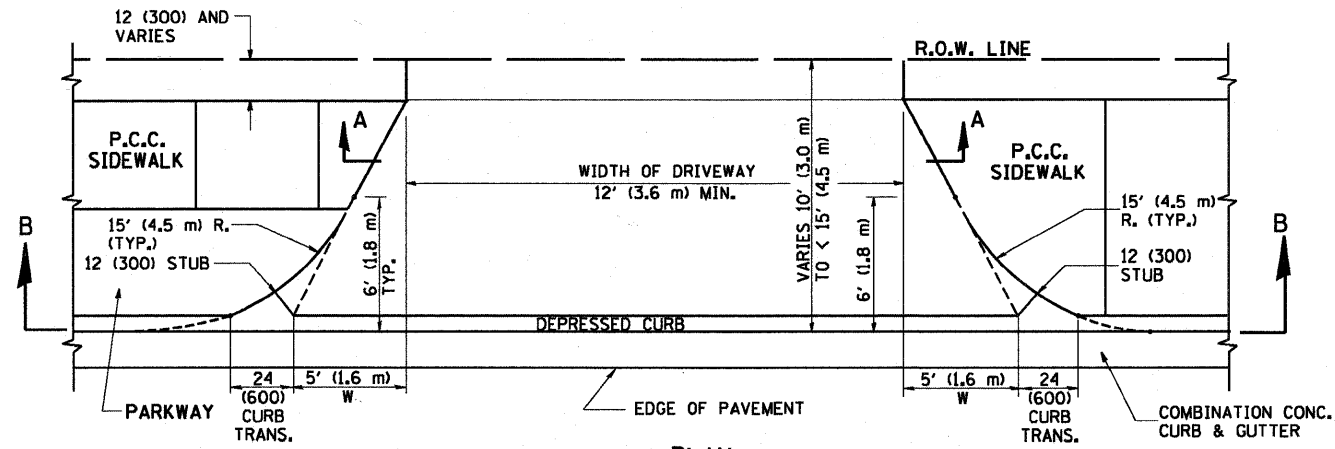 12 (300) AND
VARIES
R.O.W. LINE
A
A
P.C.C.
SIDEWALK
P.C.C.
SIDEWALK
WIDTH OF DRIVEWAY
12' (3.6 m) MIN.
VARIES 10' (3.0 m)
TO < 15' (4.5 m)
15' (4.5 m) R.
(TYP.)
12 (300) STUB
6' (1.8 m)
TYP.
6' (1.8 m)
15' (4.5 m)
R. (TYP.)
12 (300)
STUB
B
B
DEPRESSED CURB
PARKWAY
24
(600)
CURB
TRANS.
5' (1.6 m)
W
EDGE OF PAVEMENT
5' (1.6 m)
W
24
(600)
CURB
TRANS.
COMBINATION CONC.
CURB & GUTTER